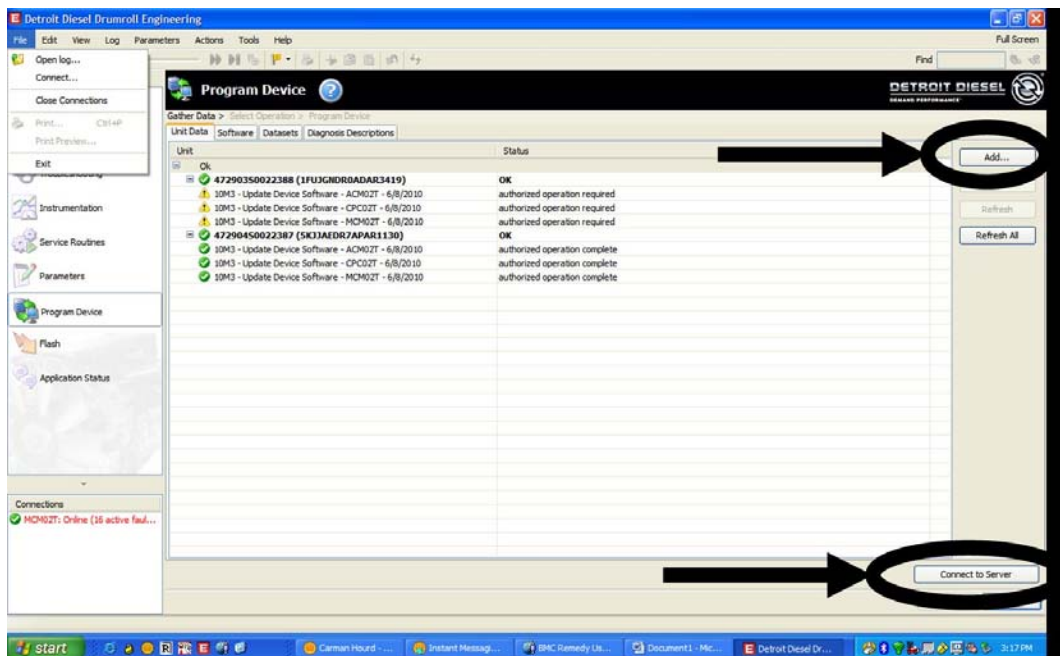 Detroit Diesel Drumroll Engineering
File Edit View Log Parameters Actions Tools Help Full Screen
Open log...
Connect...
Close Connections
Print... Ctrl+P
Print Preview...
Exit
Find
Program Device
DETROIT DIESEL
DEMAND PERFORMANCE
Gather Data > Select Operation > Program Device
Unit Data Software Datasets Diagnosis Descriptions
Unit Status
Ok
47290350022388 (1FUJGNDR0ADAR3419) OK
10M3 - Update Device Software - ACM02T - 6/8/2010 authorized operation required
10M3 - Update Device Software - CPC02T - 6/8/2010 authorized operation required
10M3 - Update Device Software - MCM02T - 6/8/2010 authorized operation required
47290450022387 (5KJJAEDR7APAR1130) OK
10M3 - Update Device Software - ACM02T - 6/8/2010 authorized operation complete
10M3 - Update Device Software - CPC02T - 6/8/2010 authorized operation complete
10M3 - Update Device Software - MCM02T - 6/8/2010 authorized operation complete
Add...
Refresh
Refresh All
Instrumentation
Service Routines
Parameters
Program Device
Flash
Application Status
Connections
MCM02T: Online (16 active faul...
Connect to Server
start
Carman Hourd - ...
Instant Messagi...
BMC Remedy Us...
Document1 - Mic...
Detroit Diesel Dr...
3:17 PM